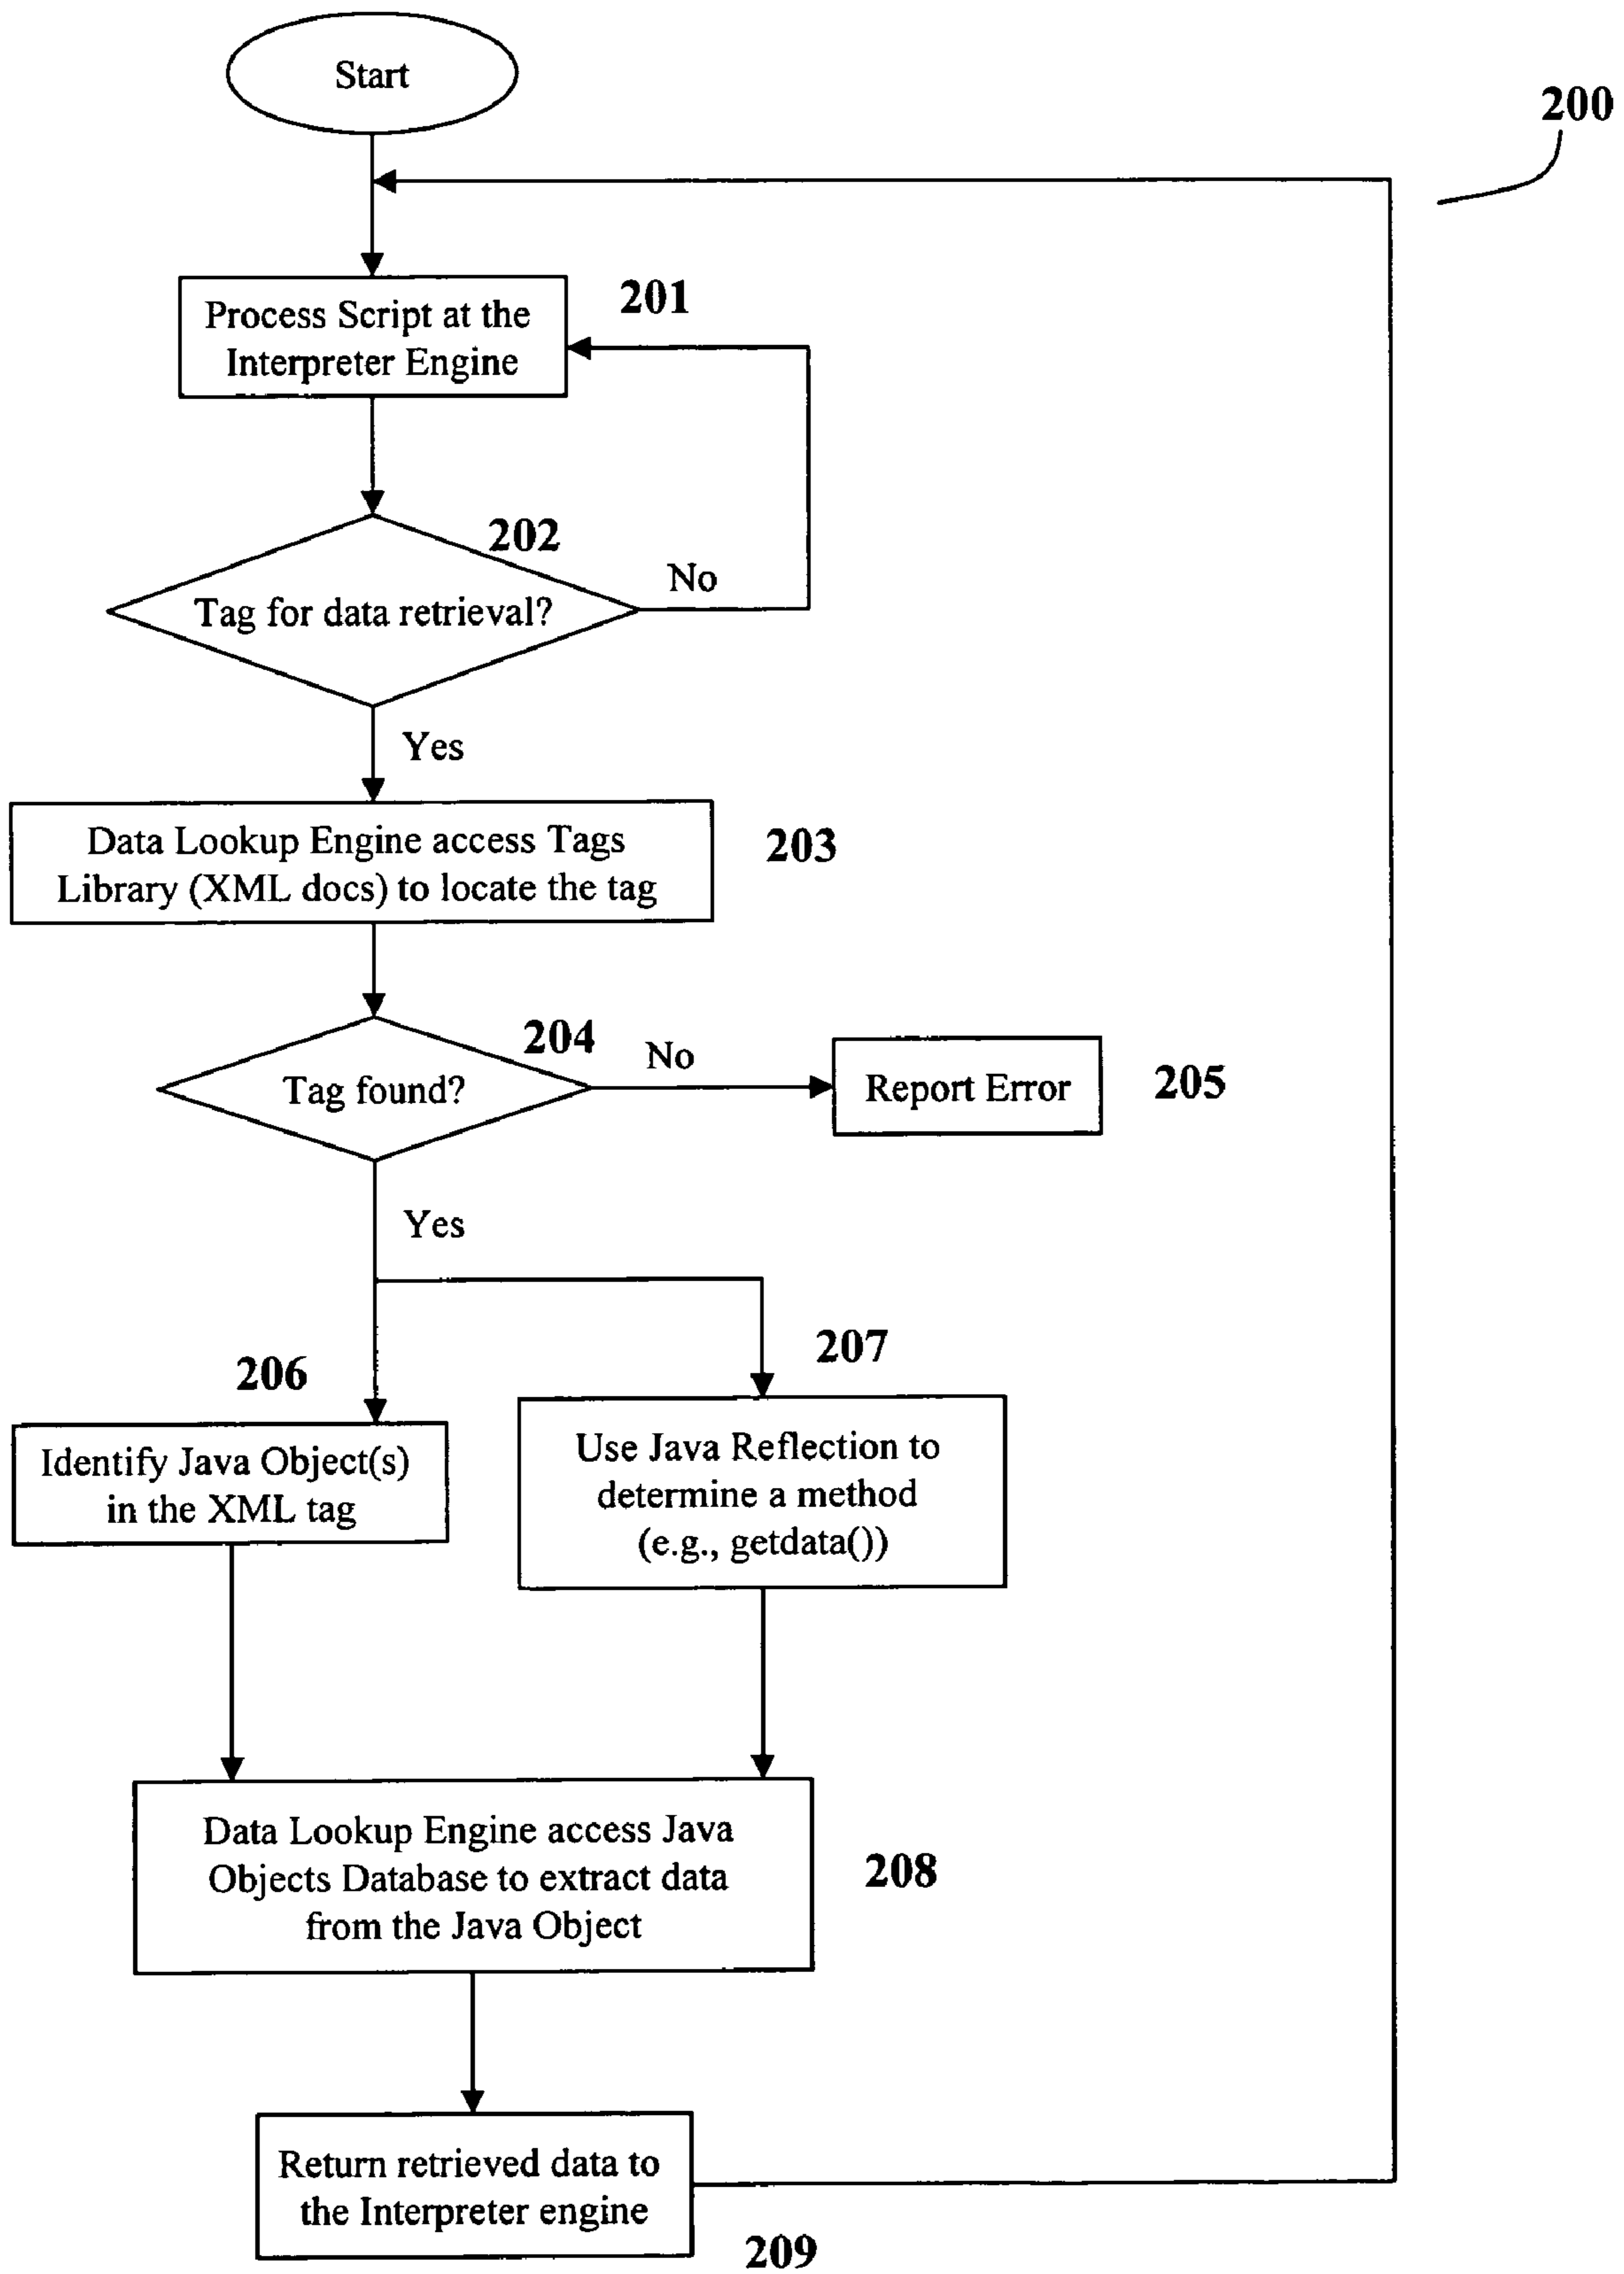 Start
200
Process Script at the
Interpreter Engine
201
202
Tag for data retrieval?
No
Yes
Data Lookup Engine access Tags
Library (XML docs) to locate the tag
203
204
Tag found?
No
Report Error
205
Yes
206
207
Identify Java Object(s)
in the XML tag
Use Java Reflection to
determine a method
(e.g., getdata())
Data Lookup Engine access Java
Objects Database to extract data
from the Java Object
208
Return retrieved data to
the Interpreter engine
209